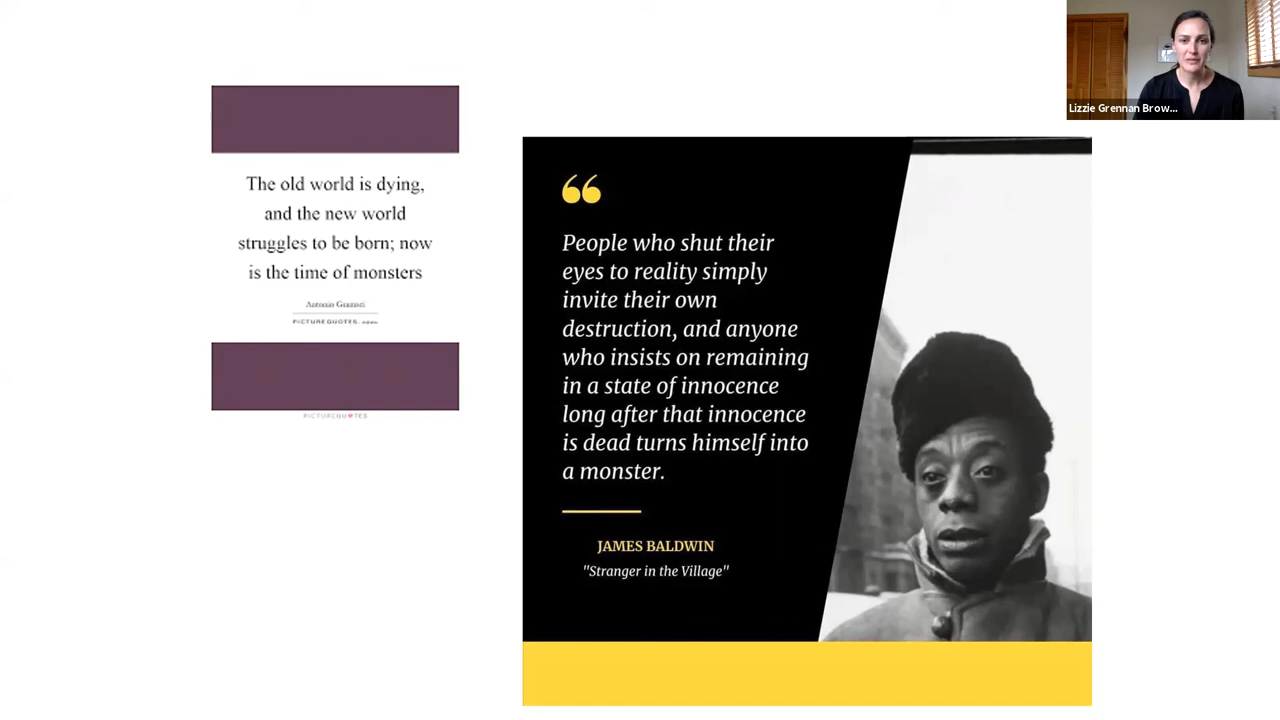 The old world is dying,
and the new world
struggles to be born; now
is the time of monsters
Antonio Gramsci
PICTUREQUOTES.
PICTUREQUOTES
“
People who shut their
eyes to reality simply
invite their own
destruction, and anyone
who insists on remaining
in a state of innocence
long after that innocence
is dead turns himself into
a monster.
JAMES BALDWIN
"Stranger in the Village"
Lizzie Grennan Brow...